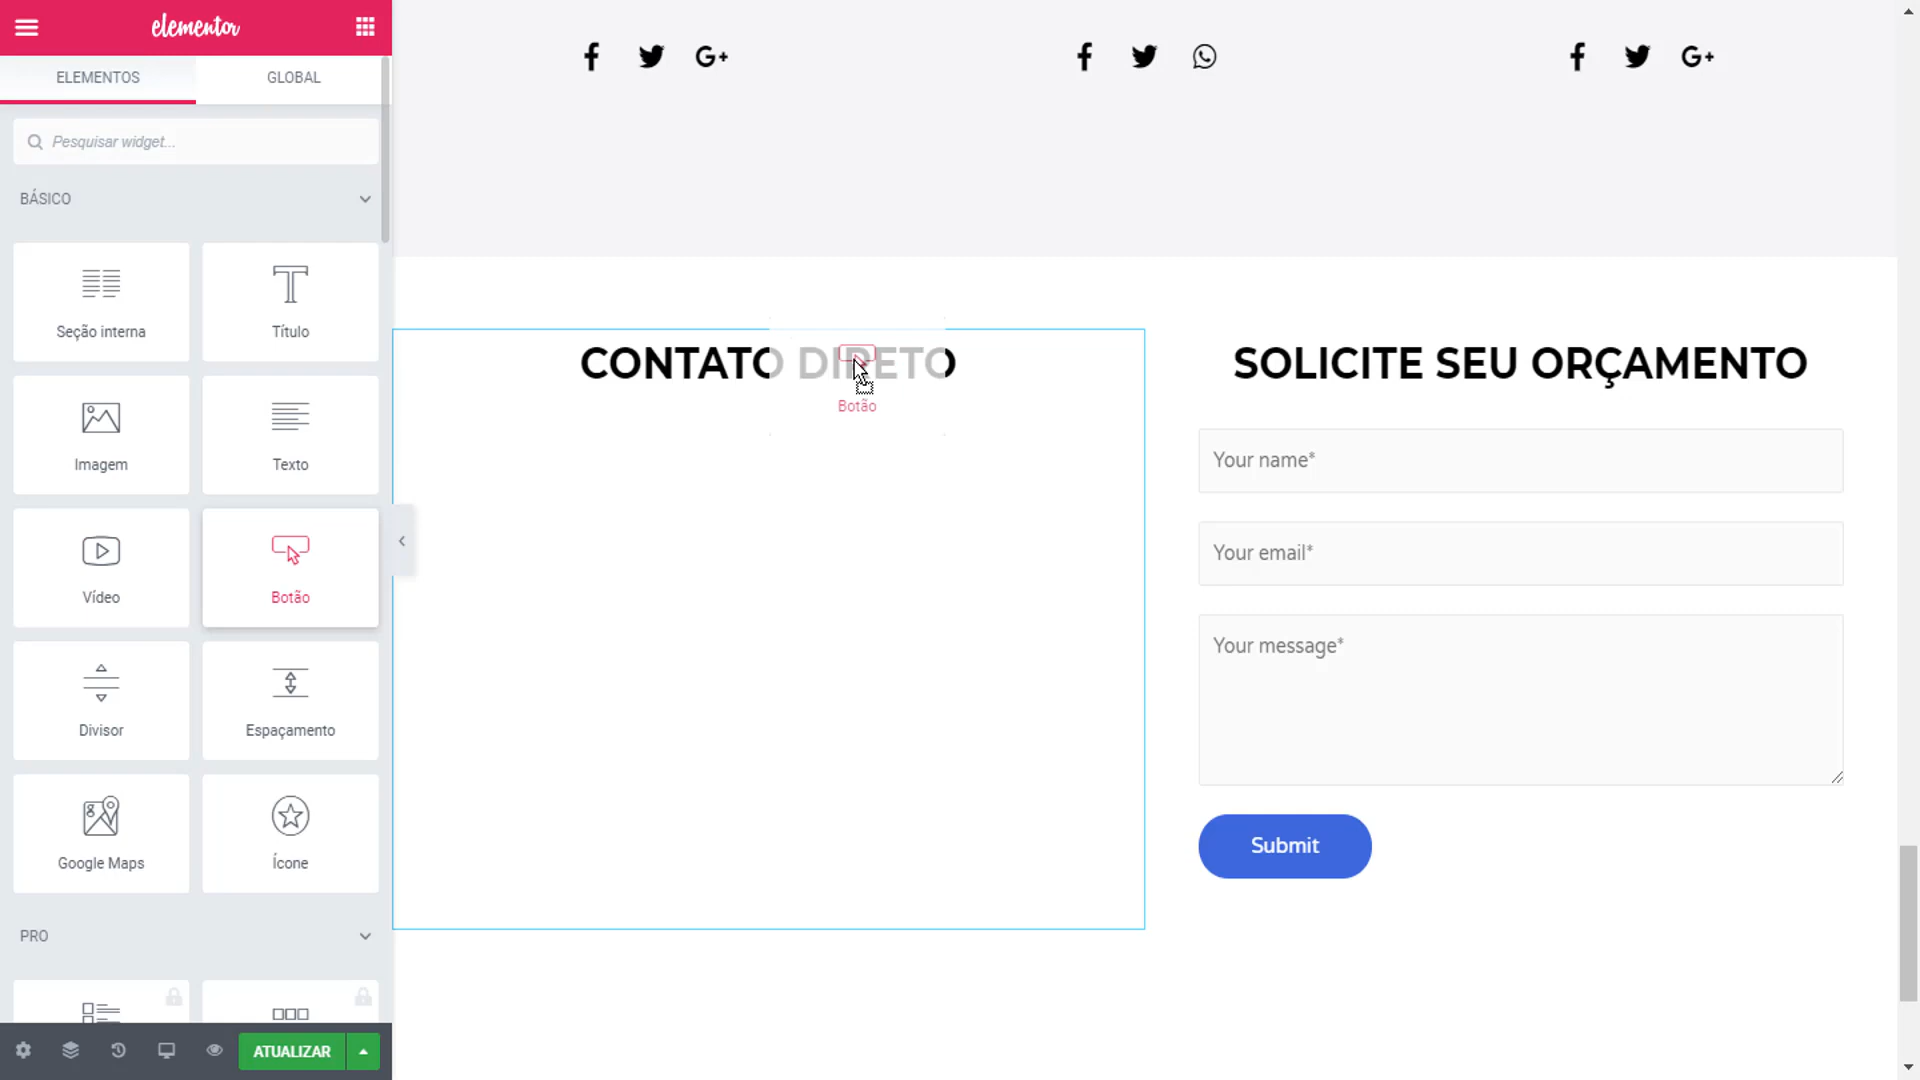 elementor
ELEMENTOS
GLOBAL
Pesquisar widget...
BÁSICO
Seção interna
Título
Imagem
Texto
Vídeo
Botão
Divisor
Espaçamento
Google Maps
Ícone
PRO
ATUALIZAR
CONTATO DIRETO
Botão
SOLICITE SEU ORÇAMENTO
Your name*
Your email*
Your message*
Submit